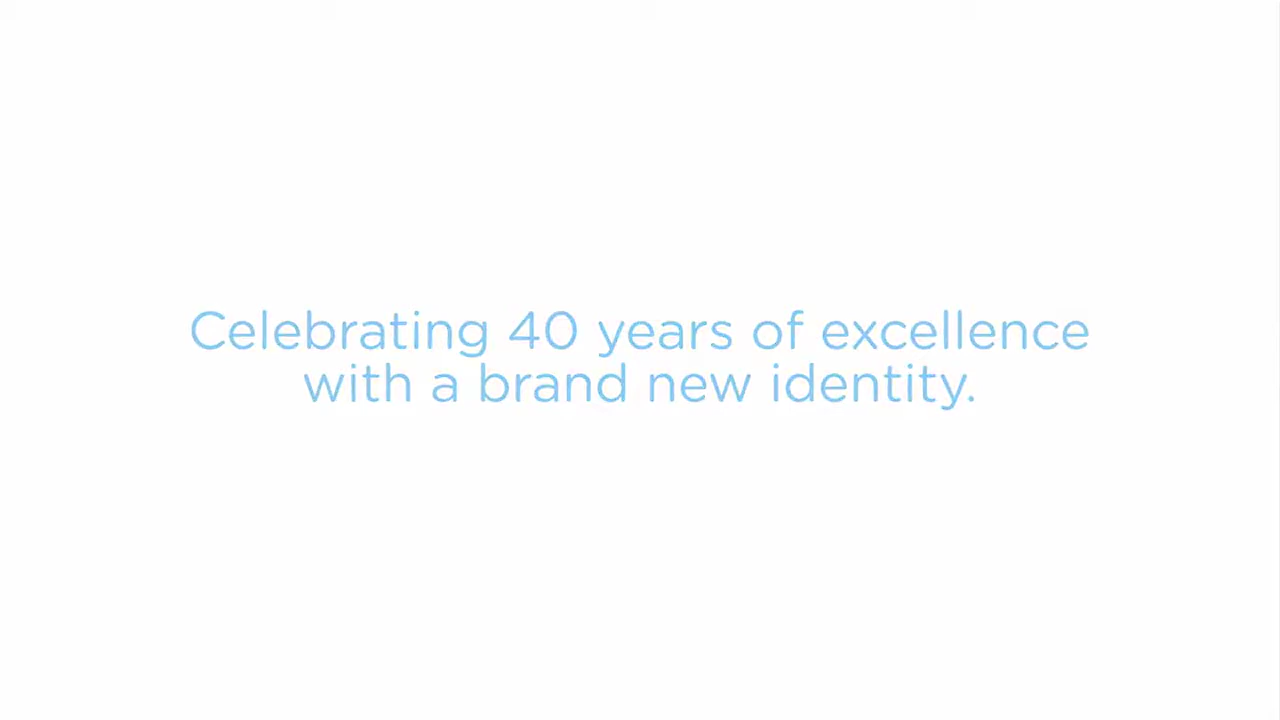 Celebrating 40 years of excellence
with a brand new identity.